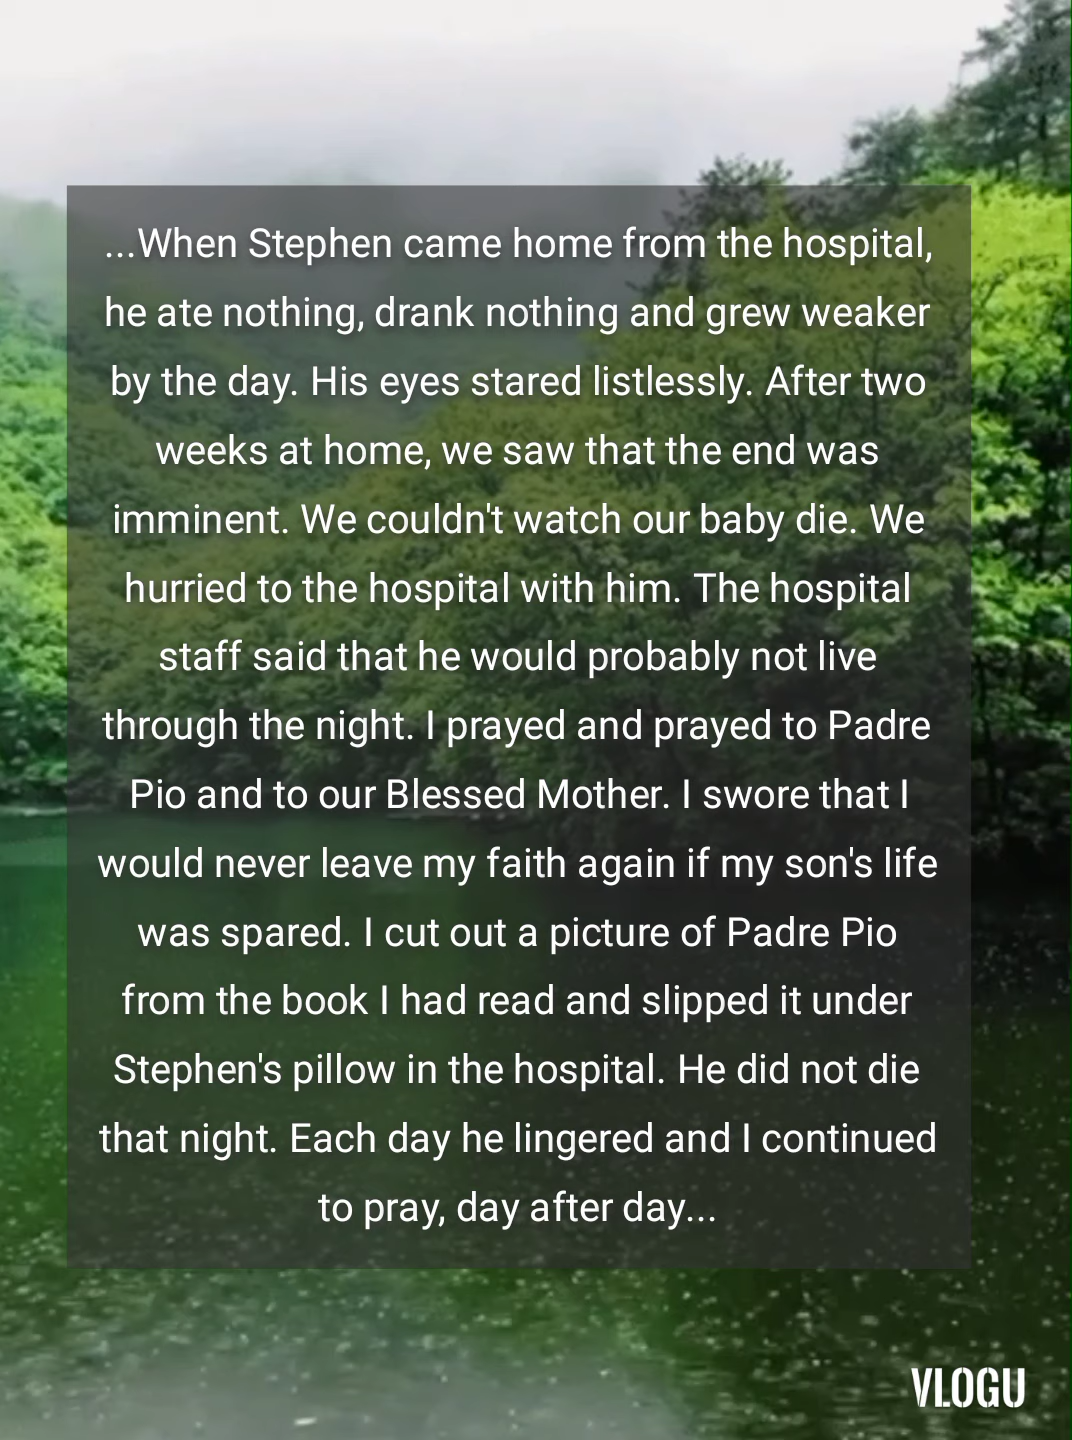 ...When Stephen came home from the hospital,
he ate nothing, drank nothing and grew weaker
by the day. His eyes stared listlessly. After two
weeks at home, we saw that the end was
imminent. We couldn't watch our baby die. We
hurried to the hospital with him. The hospital
staff said that he would probably not live
through the night. I prayed and prayed to Padre
Pio and to our Blessed Mother. I swore that I
would never leave my faith again if my son's life
was spared. I cut out a picture of Padre Pio
from the book I had read and slipped it under
Stephen's pillow in the hospital. He did not die
that night. Each day he lingered and I continued
to pray, day after day...
VLOGU